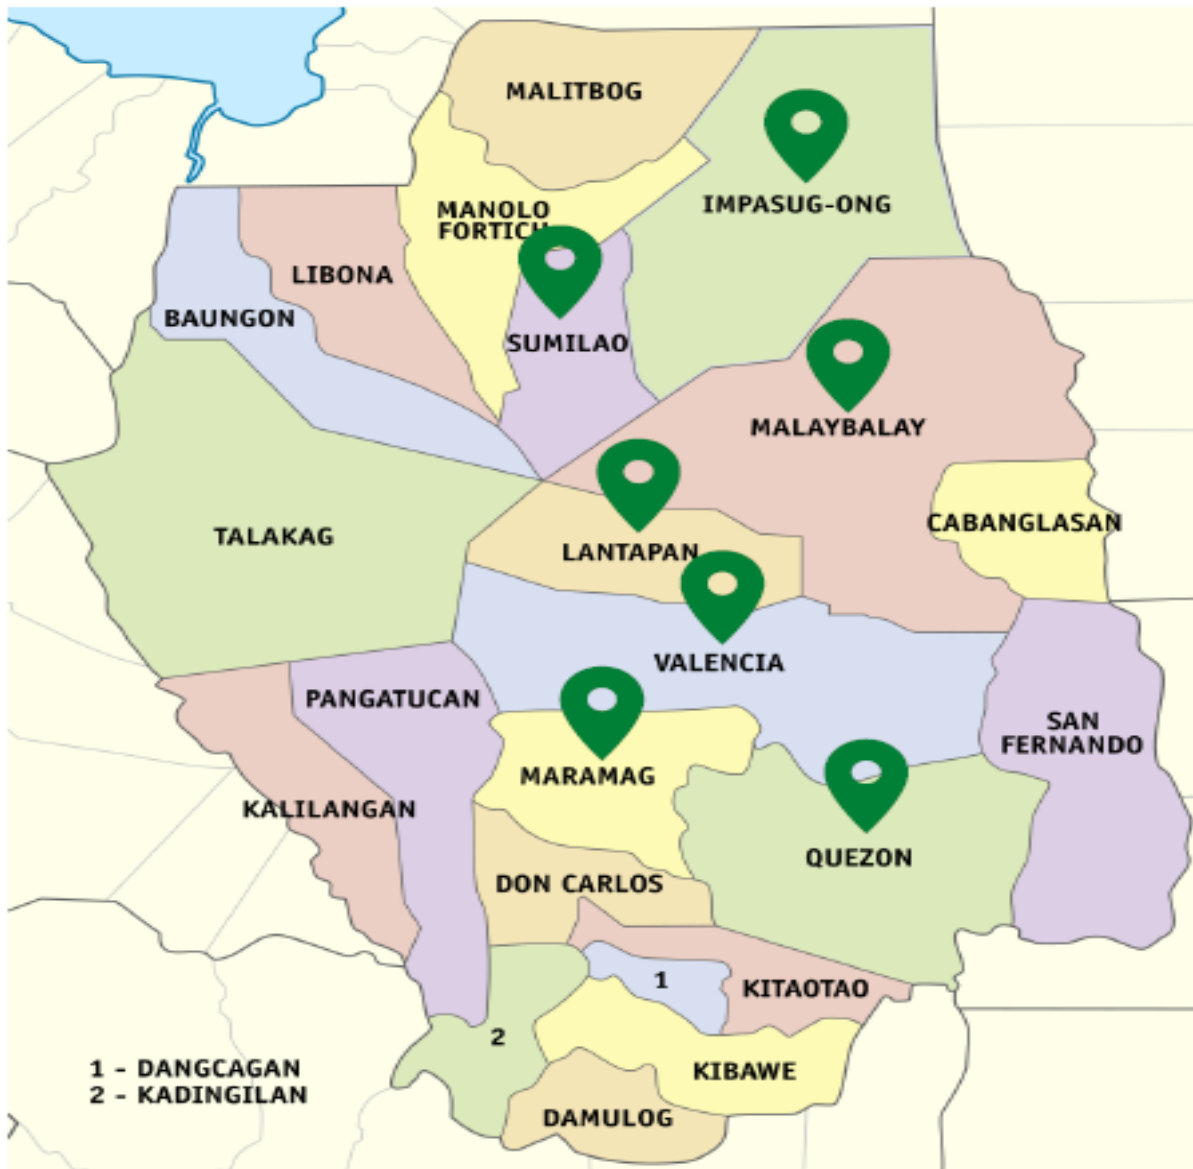 MALITBOG
IMPASUG-ONG
MANOLO
FORTICH
LIBONA
BAUNGON
SUMILAO
MALAYBALAY
CABANGLASAN
TALAKAG
LANTAPAN
VALENCIA
PANGATUCAN
SAN
FERNANDO
MARAMAG
KALILANGAN
QUEZON
DON CARLOS
1
KITAOTAO
2
KIBAWE
1 - DANGCAGAN
2 - KADINGILAN
DAMULOG